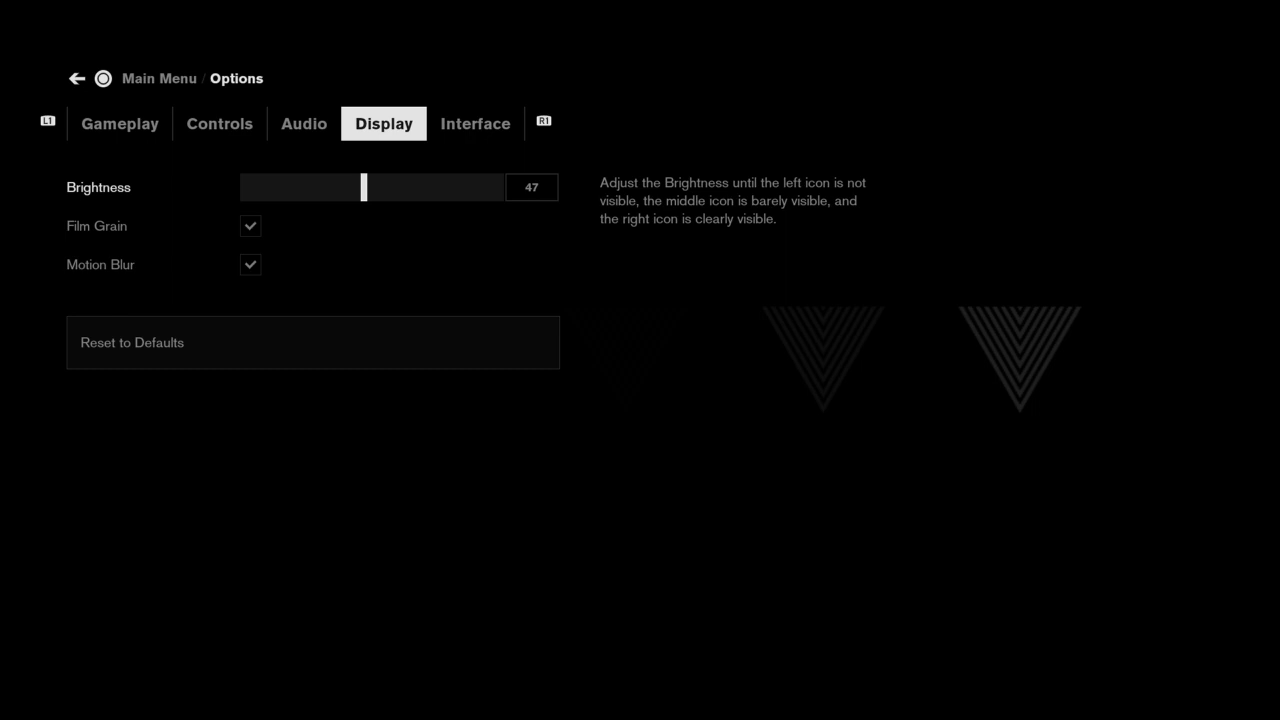 Main Menu / Options
L1 Gameplay Controls Audio Display Interface R1
Brightness 47
Film Grain
Motion Blur
Reset to Defaults
Adjust the Brightness until the left icon is not
visible, the middle icon is barely visible, and
the right icon is clearly visible.